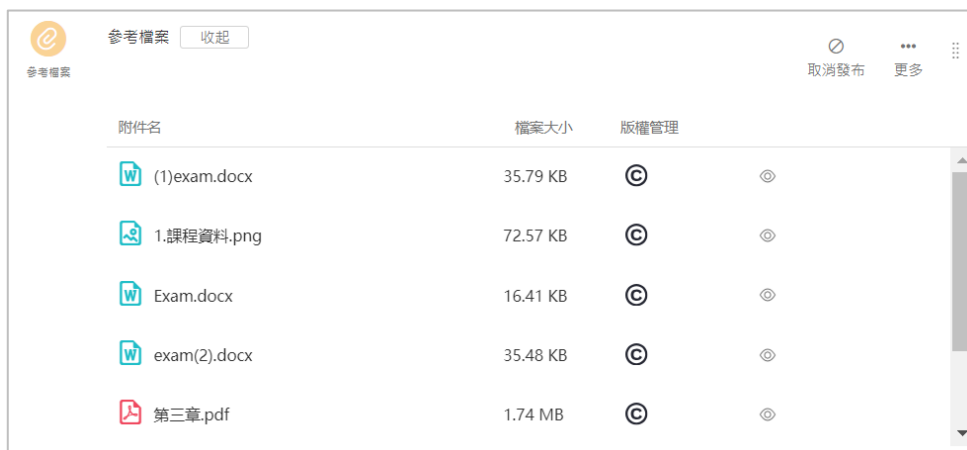 參考檔案 收起
參考檔案
取消發布 更多
附件名 檔案大小 版權管理
(1)exam.docx 35.79 KB ©
1.課程資料.png 72.57 KB ©
Exam.docx 16.41 KB ©
exam(2).docx 35.48 KB ©
第三章.pdf 1.74 MB ©